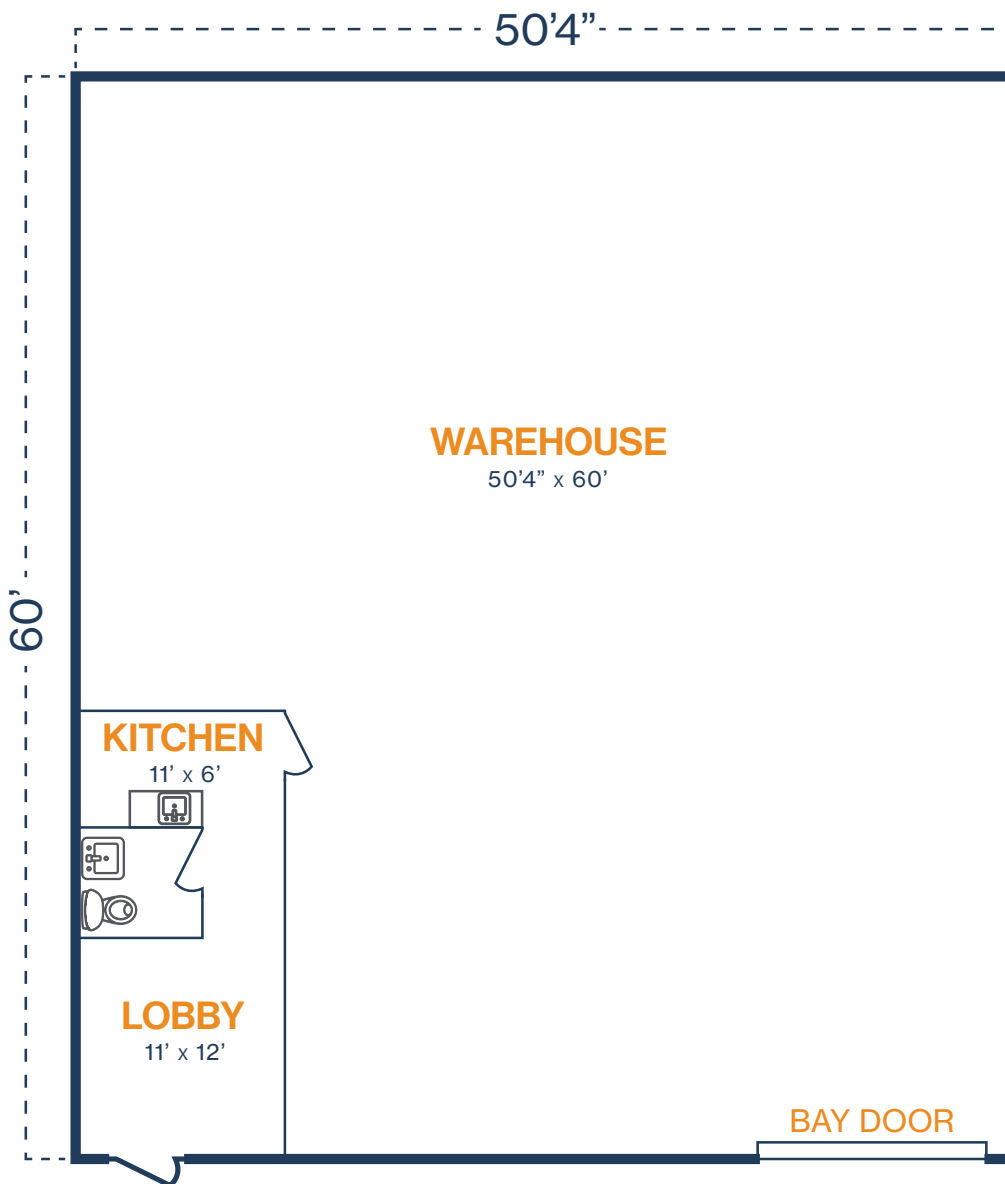 50’4”
60’
WAREHOUSE
50’4” x 60’
KITCHEN
11’ x 6’
LOBBY
11’ x 12’
BAY DOOR